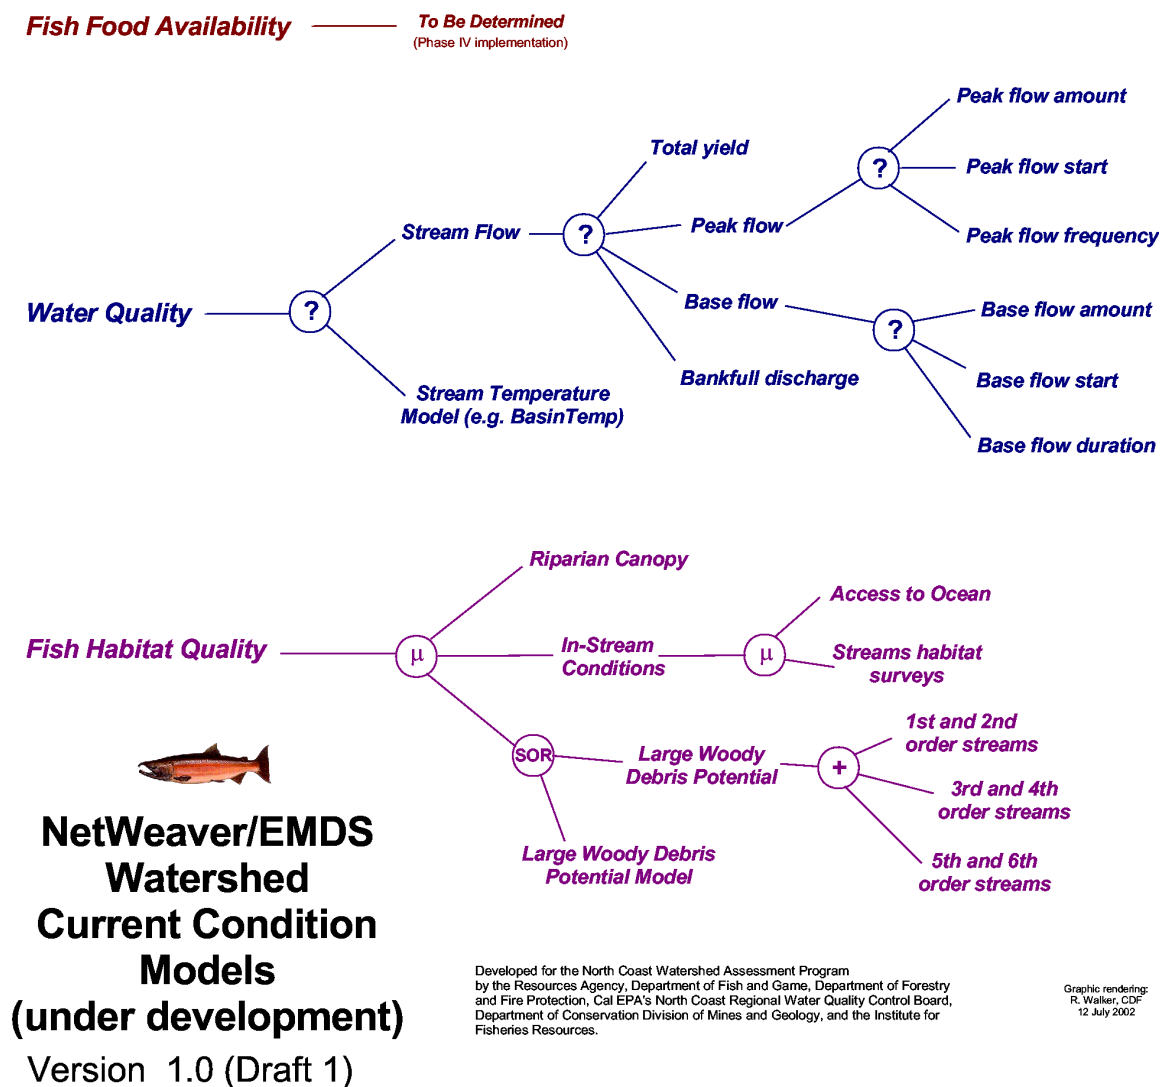 Fish Food Availability
To Be Determined
(Phase IV implementation)
Peak flow amount
Total yield
?
Peak flow start
Stream Flow
?
Peak flow
Peak flow frequency
Water Quality
?
Base flow
Base flow amount
?
Bankfull discharge
Base flow start
Stream Temperature
Model (e.g. BasinTemp)
Base flow duration
Riparian Canopy
Access to Ocean
Fish Habitat Quality
μ
In-Stream
Conditions
μ
Streams habitat
surveys
1st and 2nd
order streams
SOR
Large Woody
Debris Potential
+
3rd and 4th
order streams
Large Woody Debris
Potential Model
5th and 6th
order streams
NetWeaver/EMDS
Watershed
Current Condition
Models
(under development)
Version 1.0 (Draft 1)
Developed for the North Coast Watershed Assessment Program
by the Resources Agency, Department of Fish and Game, Department of Forestry
and Fire Protection, Cal EPA's North Coast Regional Water Quality Control Board,
Department of Conservation Division of Mines and Geology, and the Institute for
Fisheries Resources.
Graphic rendering:
R. Walker, CDF
12 July 2002